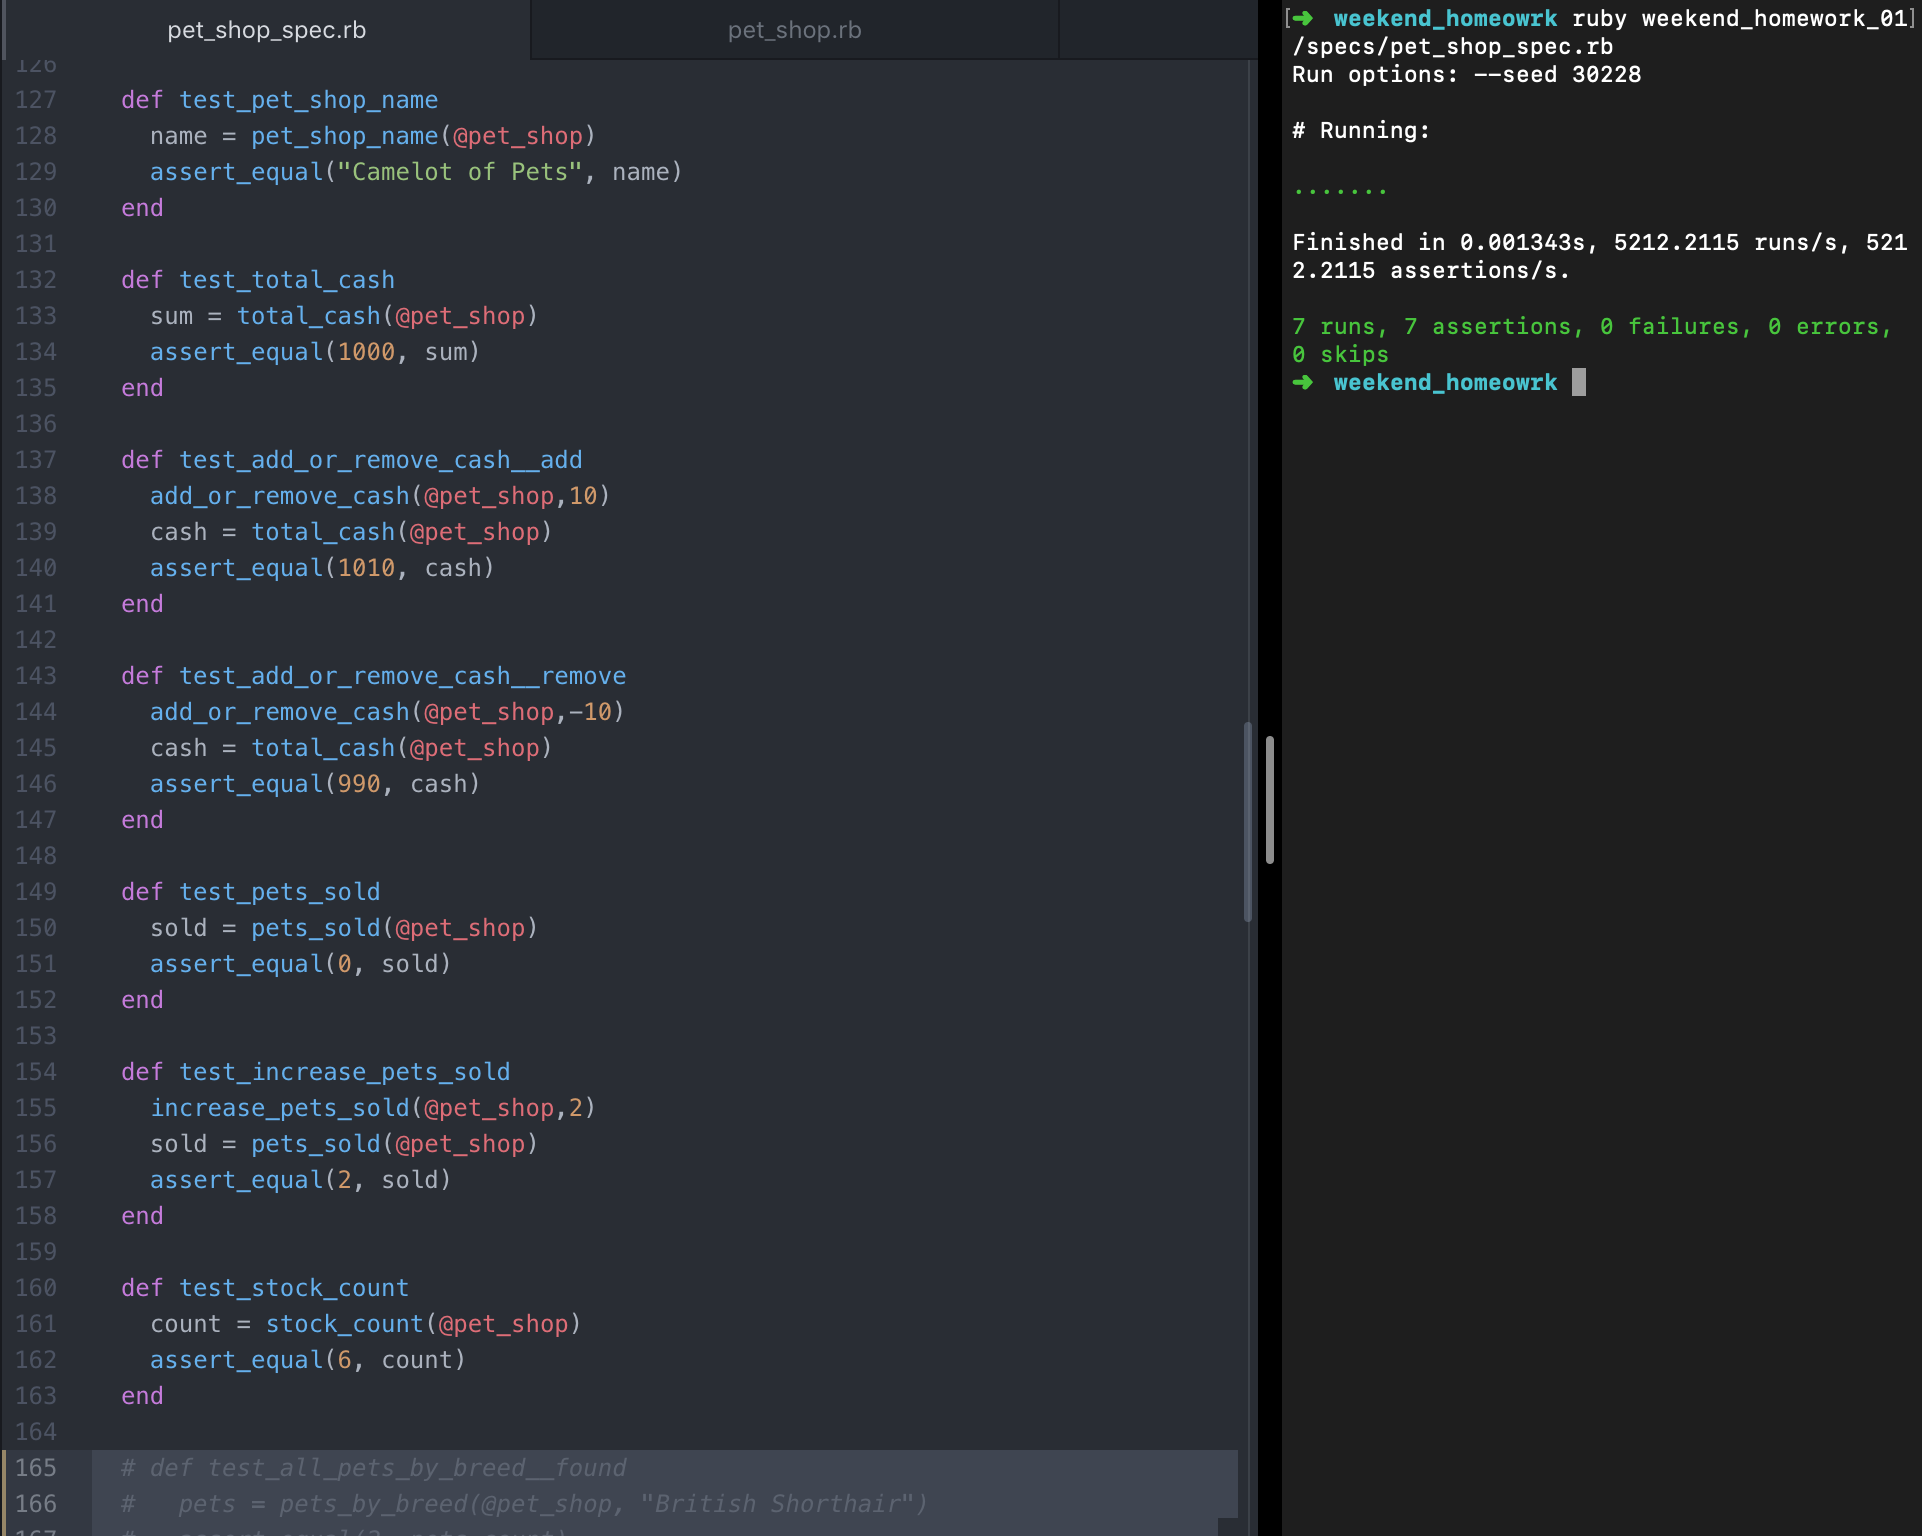 pet_shop_spec.rb
pet_shop.rb
126
127 def test_pet_shop_name
128 name = pet_shop_name(@pet_shop)
129 assert_equal("Camelot of Pets", name)
130 end
131
132 def test_total_cash
133 sum = total_cash(@pet_shop)
134 assert_equal(1000, sum)
135 end
136
137 def test_add_or_remove_cash__add
138 add_or_remove_cash(@pet_shop,10)
139 cash = total_cash(@pet_shop)
140 assert_equal(1010, cash)
141 end
142
143 def test_add_or_remove_cash__remove
144 add_or_remove_cash(@pet_shop,-10)
145 cash = total_cash(@pet_shop)
146 assert_equal(990, cash)
147 end
148
149 def test_pets_sold
150 sold = pets_sold(@pet_shop)
151 assert_equal(0, sold)
152 end
153
154 def test_increase_pets_sold
155 increase_pets_sold(@pet_shop,2)
156 sold = pets_sold(@pet_shop)
157 assert_equal(2, sold)
158 end
159
160 def test_stock_count
161 count = stock_count(@pet_shop)
162 assert_equal(6, count)
163 end
164
165 # def test_all_pets_by_breed__found
166 # pets = pets_by_breed(@pet_shop, "British Shorthair")
167 # assert_equal(2, pets.count)
[➜ weekend_homeowrk ruby weekend_homework_01]
/specs/pet_shop_spec.rb
Run options: --seed 30228
# Running:
.......
Finished in 0.001343s, 5212.2115 runs/s, 521
2.2115 assertions/s.
7 runs, 7 assertions, 0 failures, 0 errors,
0 skips
➜ weekend_homeowrk